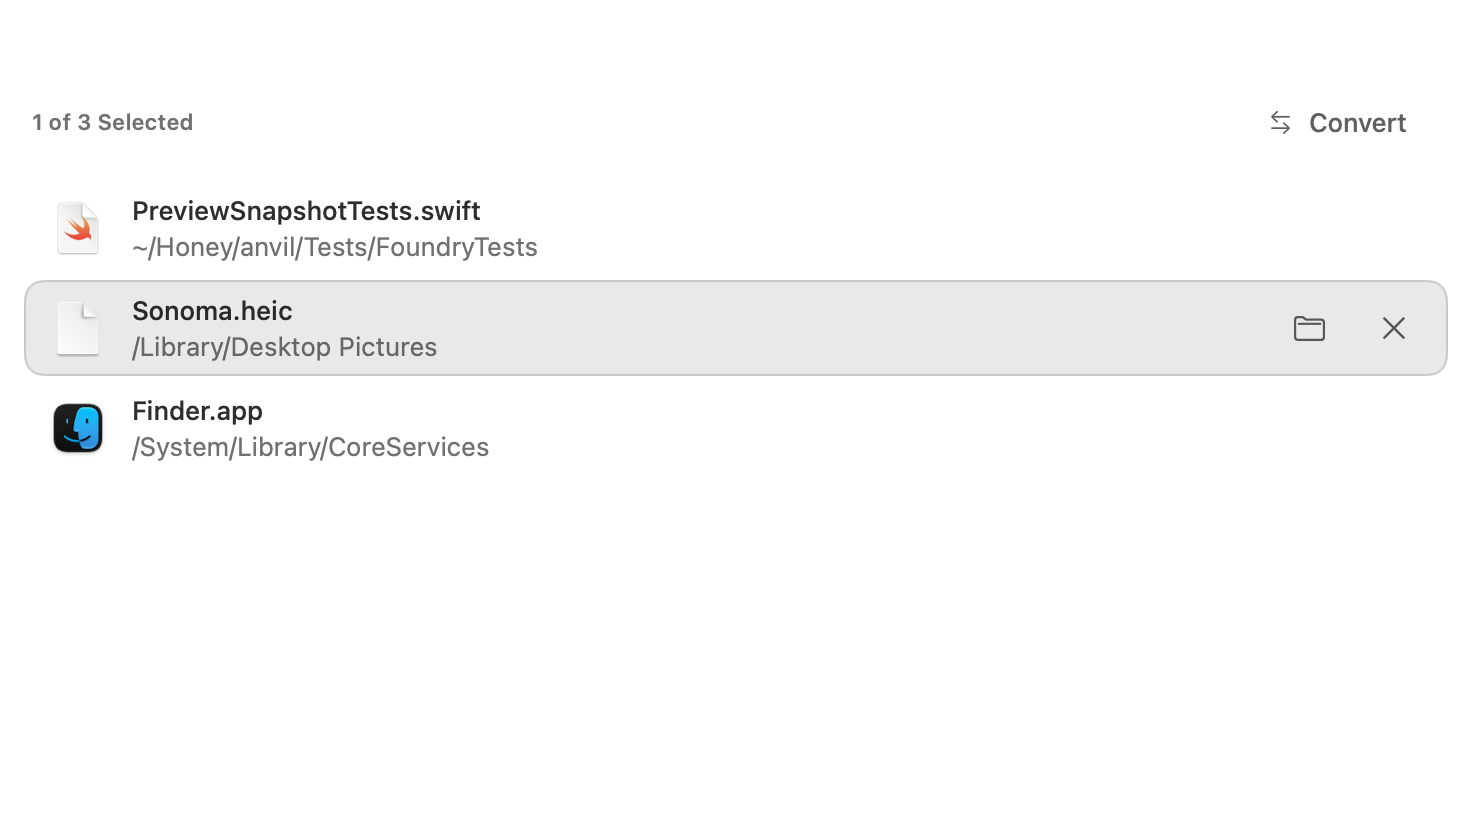 1 of 3 Selected
Convert
PreviewSnapshotTests.swift
~/Honey/anvil/Tests/FoundryTests
Sonoma.heic
/Library/Desktop Pictures
Finder.app
/System/Library/CoreServices